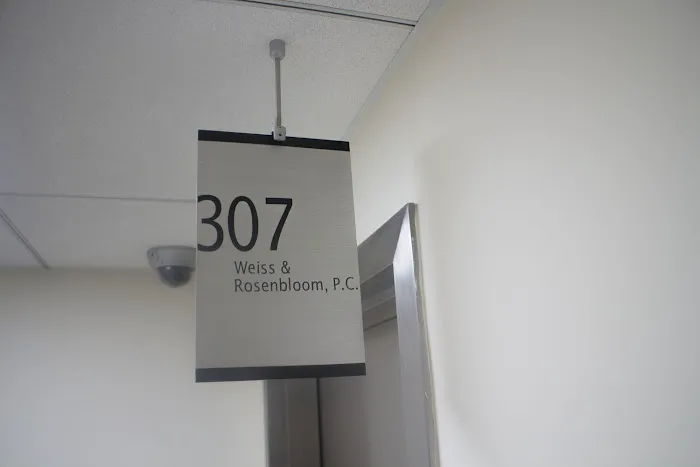 307
Weiss &
Rosenbloom, P.C.